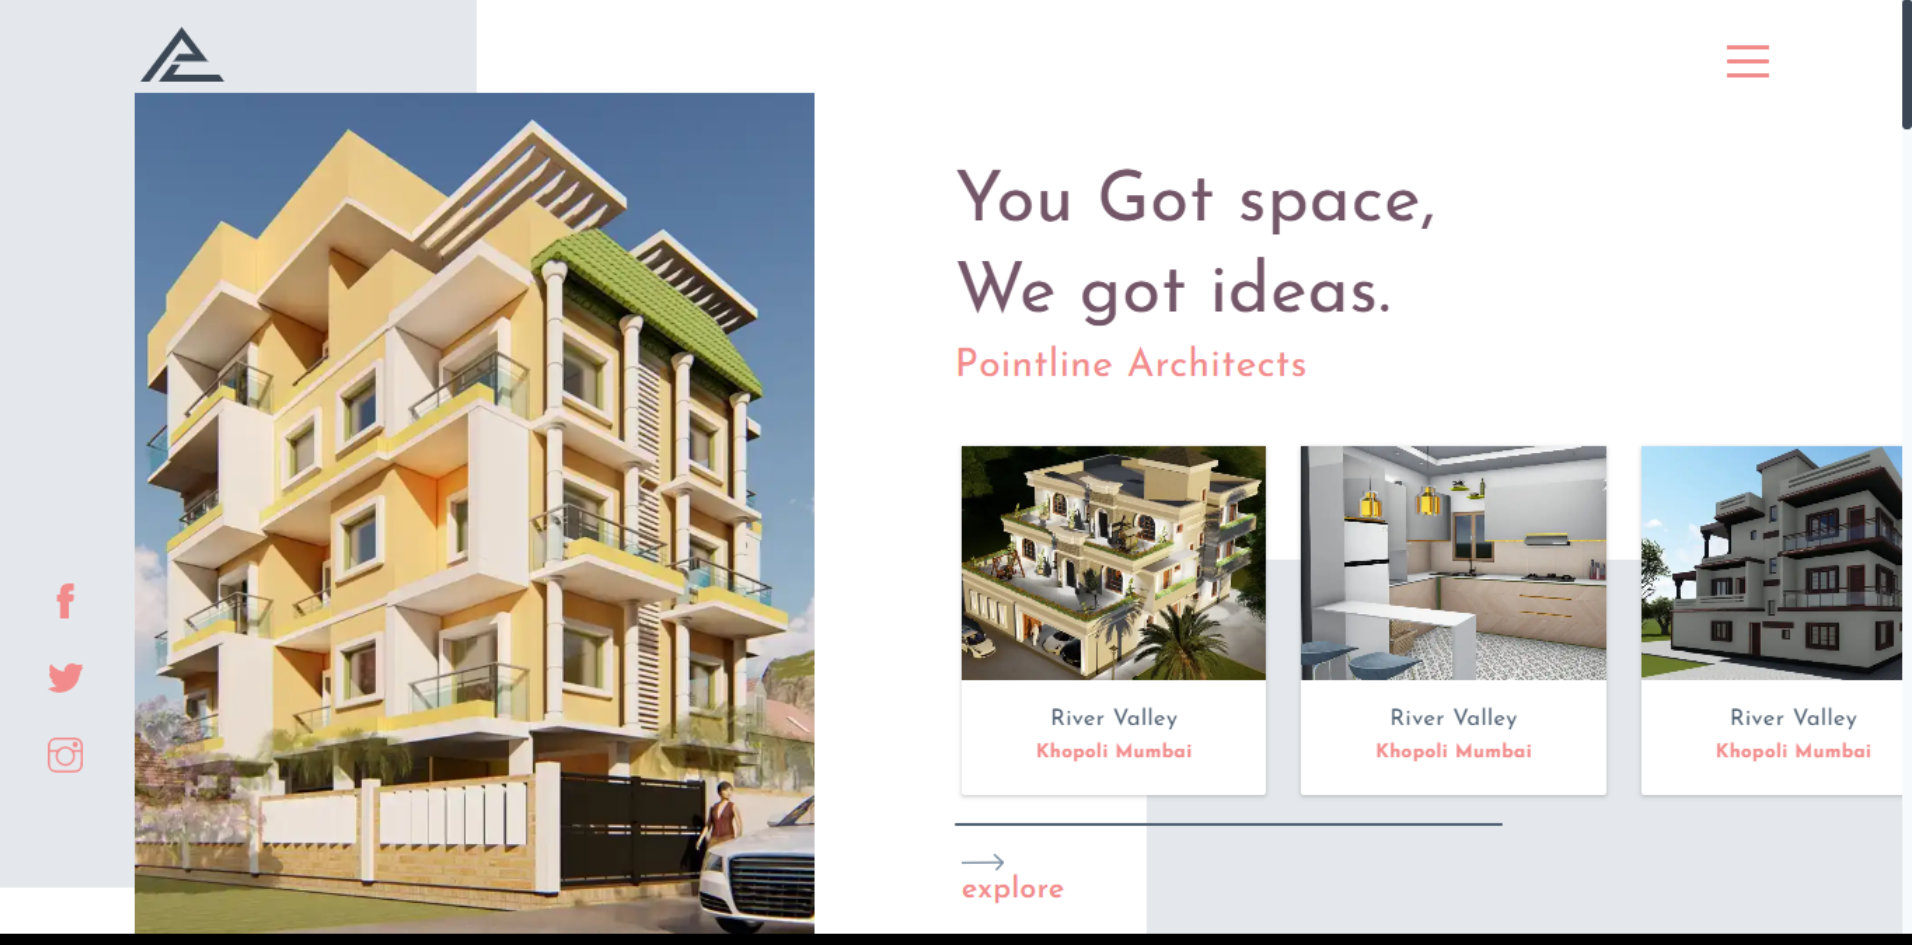 You Got space,
We got ideas.
Pointline Architects
River Valley
Khopoli Mumbai
River Valley
Khopoli Mumbai
River Valley
Khopoli Mumbai
explore